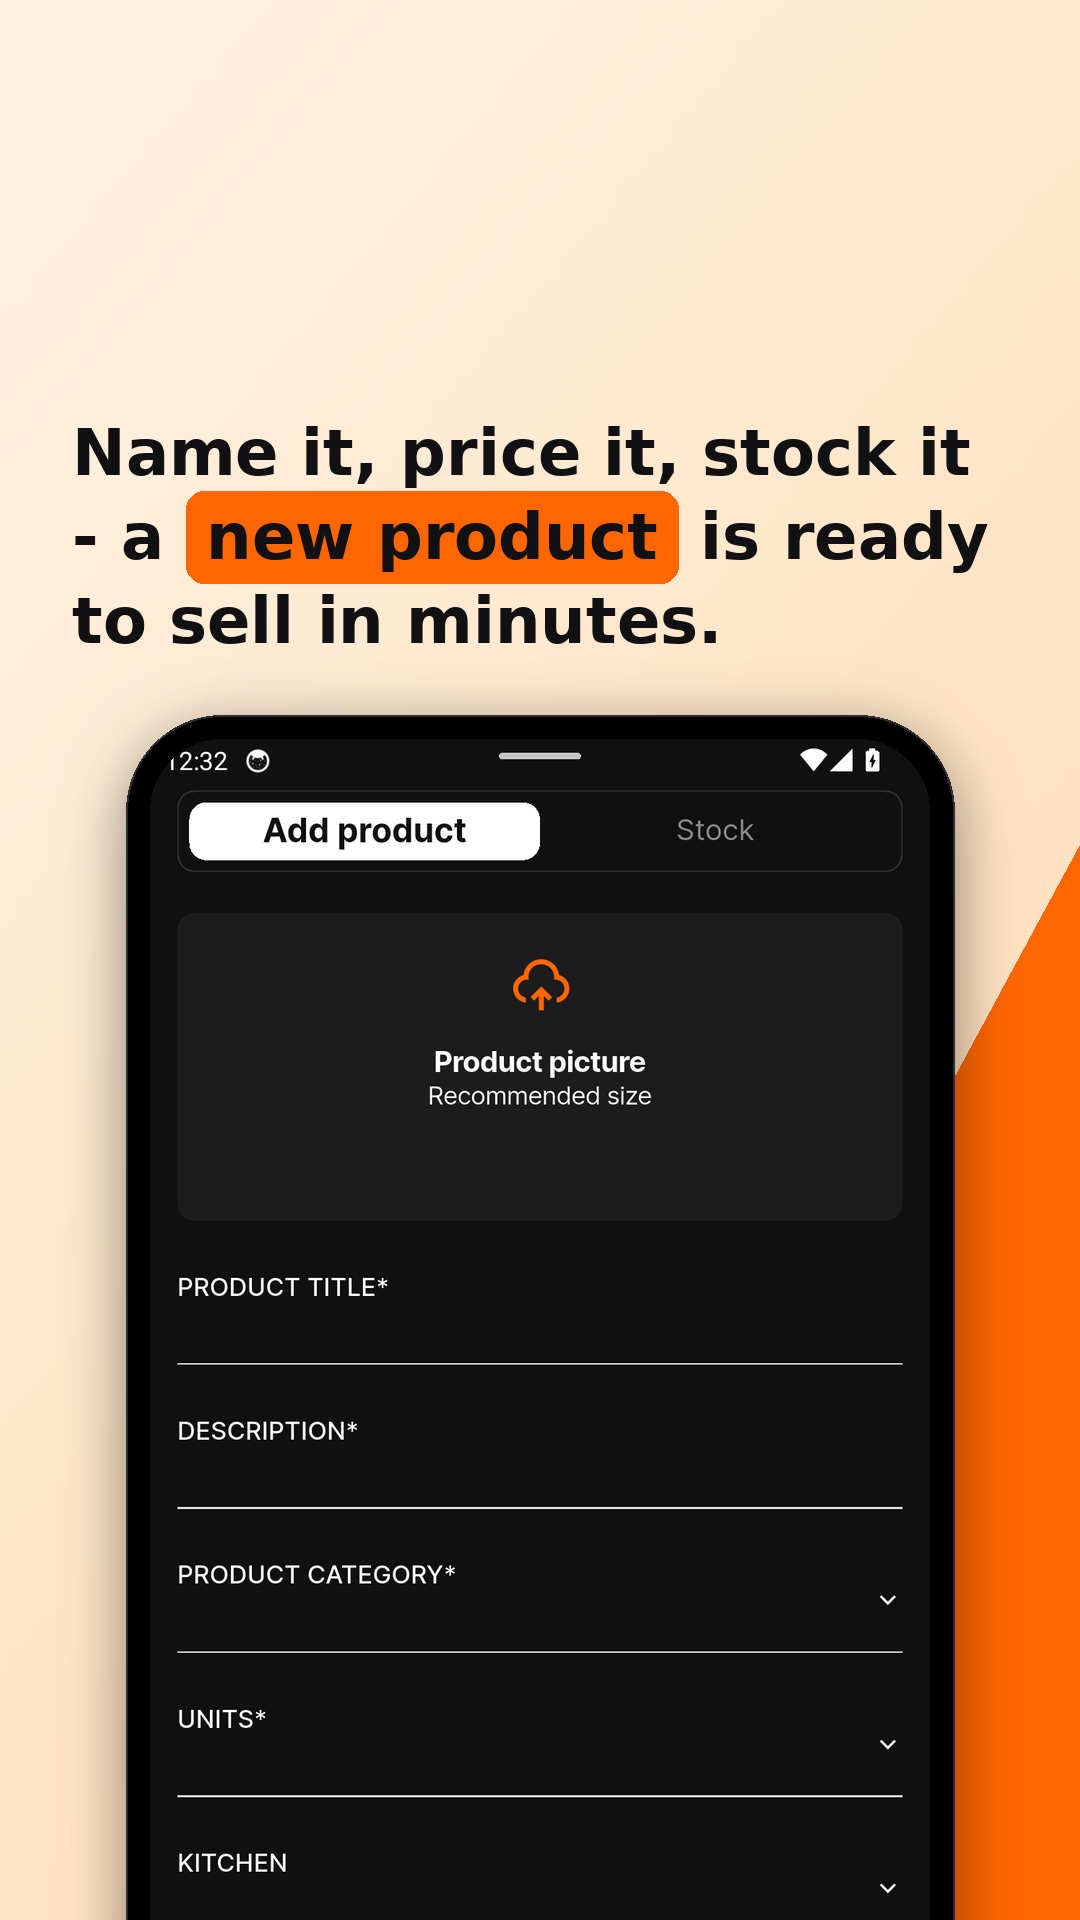 Name it, price it, stock it
- a new product is ready
to sell in minutes.
12:32
Add product
Stock
Product picture
Recommended size
PRODUCT TITLE*
DESCRIPTION*
PRODUCT CATEGORY*
UNITS*
KITCHEN